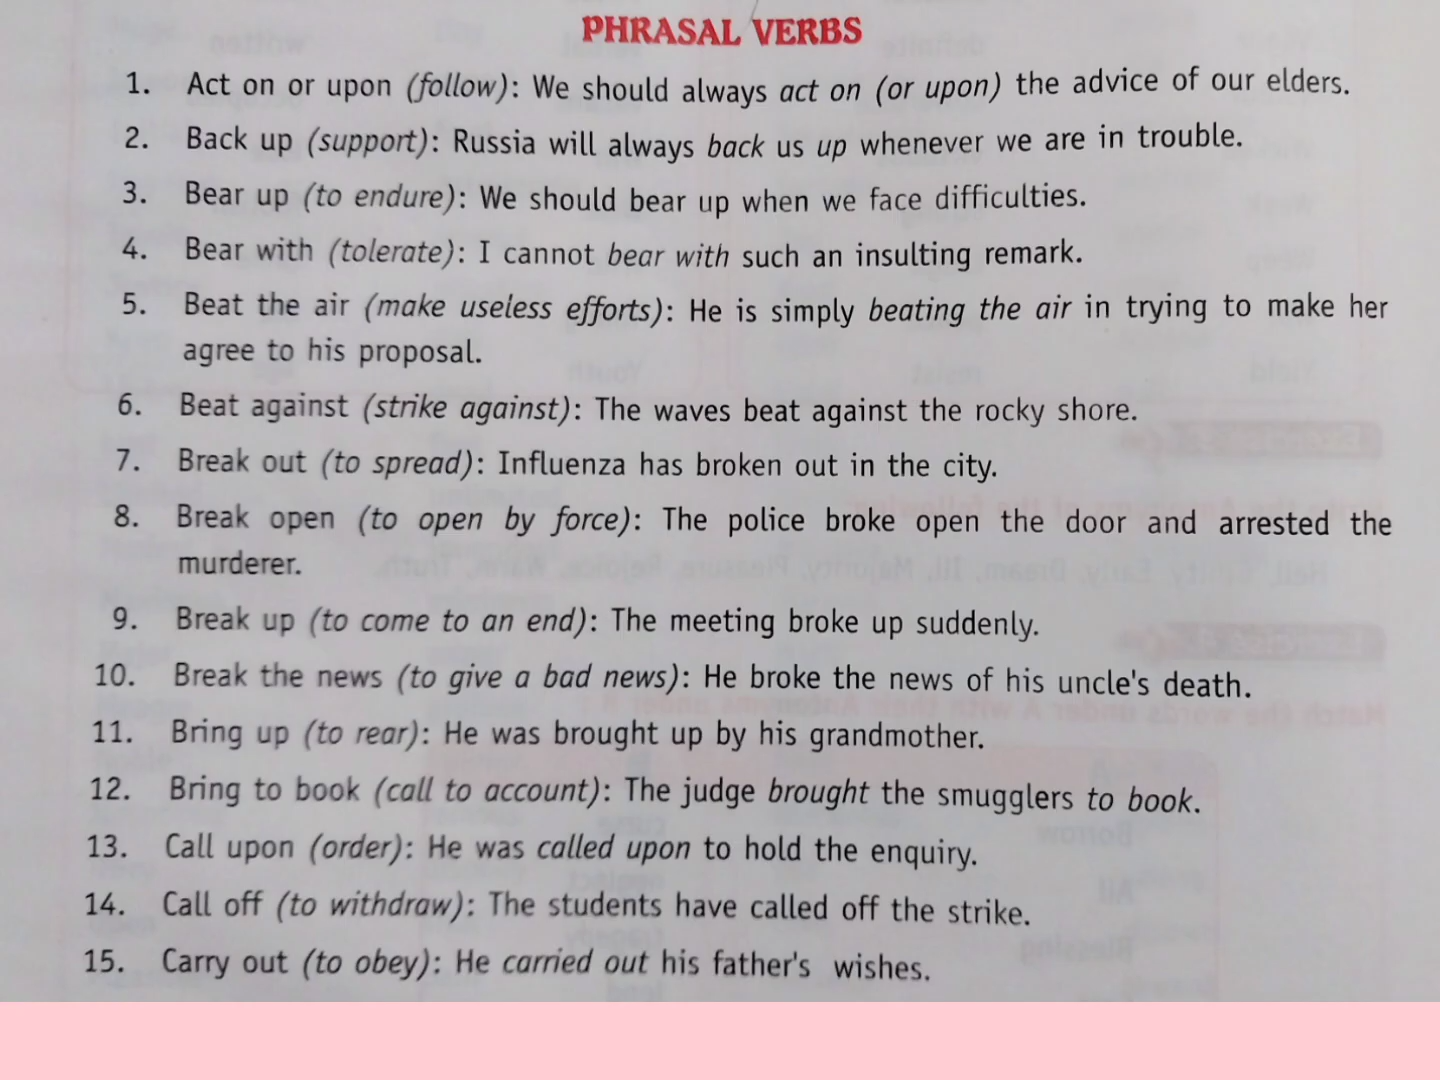 PHRASAL VERBS
1. Act on or upon (follow): We should always act on (or upon) the advice of our elders.
2. Back up (support): Russia will always back us up whenever we are in trouble.
3. Bear up (to endure): We should bear up when we face difficulties.
4. Bear with (tolerate): I cannot bear with such an insulting remark.
5. Beat the air (make useless efforts): He is simply beating the air in trying to make her
agree to his proposal.
6. Beat against (strike against): The waves beat against the rocky shore.
7. Break out (to spread): Influenza has broken out in the city.
8. Break open (to open by force): The police broke open the door and arrested the
murderer.
9. Break up (to come to an end): The meeting broke up suddenly.
10. Break the news (to give a bad news): He broke the news of his uncle's death.
11. Bring up (to rear): He was brought up by his grandmother.
12. Bring to book (call to account): The judge brought the smugglers to book.
13. Call upon (order): He was called upon to hold the enquiry.
14. Call off (to withdraw): The students have called off the strike.
15. Carry out (to obey): He carried out his father's wishes.